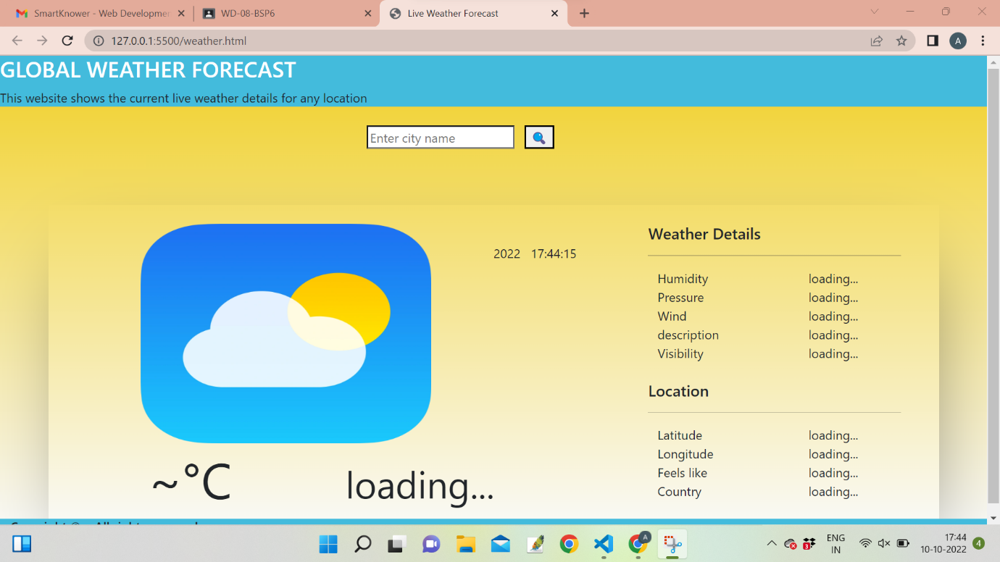 SmartKnower - Web Developmen
WD-08-BSP6
Live Weather Forecast
127.0.0.1:5500/weather.html
A
GLOBAL WEATHER FORECAST
This website shows the current live weather details for any location
Enter city name
2022 17:44:15
Weather Details
Humidity loading...
Pressure loading...
Wind loading...
description loading...
Visibility loading...
Location
Latitude loading...
Longitude loading...
Feels like loading...
Country loading...
~°C loading...
A
3
ENG
IN
17:44
10-10-2022
4